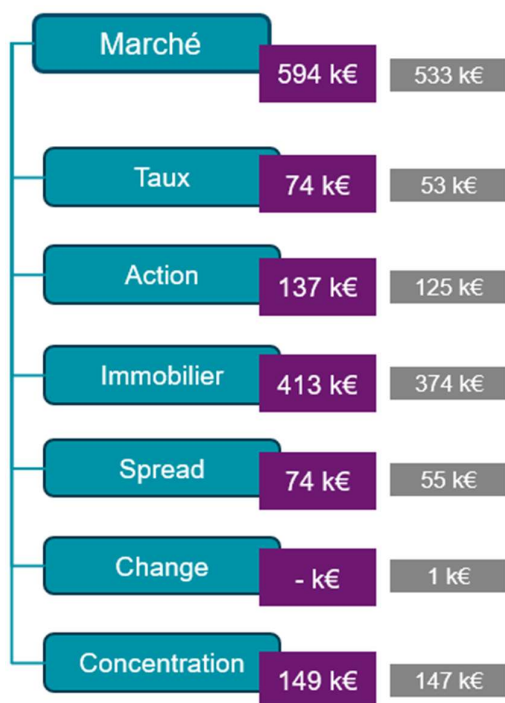 Marché
594 k€ 533 k€
Taux
74 k€ 53 k€
Action
137 k€ 125 k€
Immobilier
413 k€ 374 k€
Spread
74 k€ 55 k€
Change
- k€ 1 k€
Concentration
149 k€ 147 k€